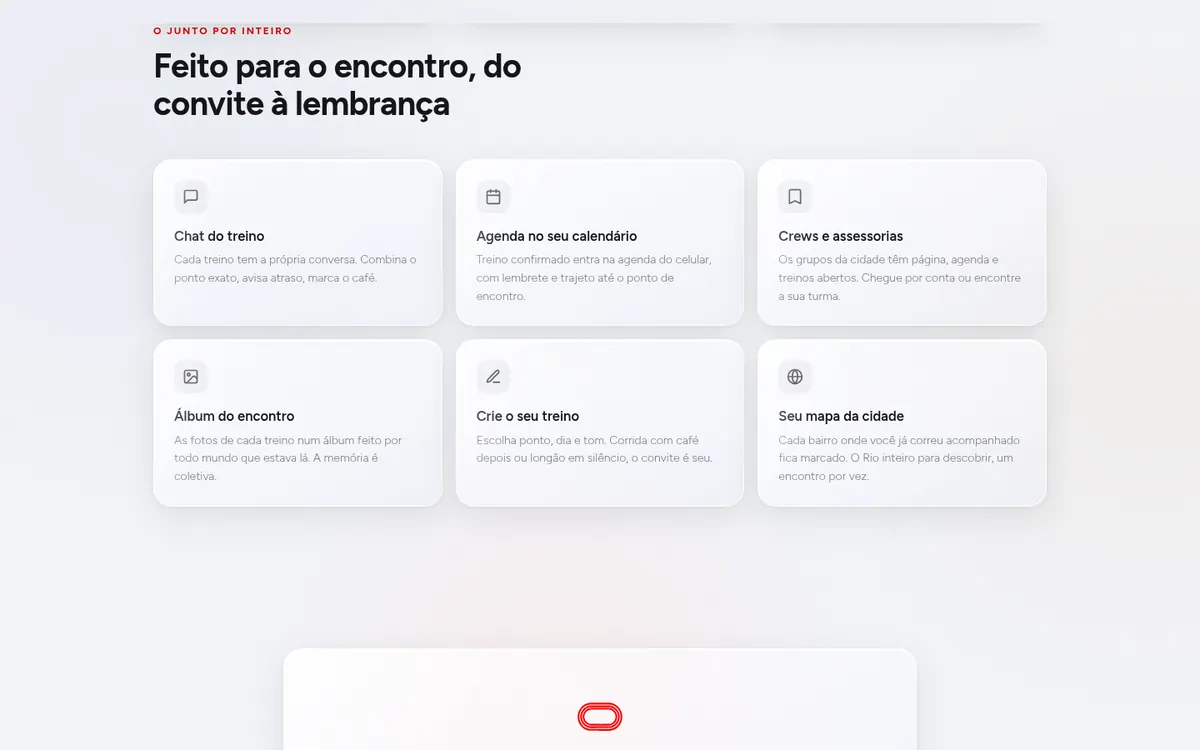 O JUNTO POR INTEIRO
Feito para o encontro, do
convite à lembrança
Chat do treino
Cada treino tem a própria conversa. Combina o
ponto exato, avisa atraso, marca o café.
Agenda no seu calendário
Treino confirmado entra na agenda do celular,
com lembrete e trajeto até o ponto de
encontro.
Crews e assessorias
Os grupos da cidade têm página, agenda e
treinos abertos. Chegue por conta ou encontre
a sua turma.
Álbum do encontro
As fotos de cada treino num álbum feito por
todo mundo que estava lá. A memória é
coletiva.
Crie o seu treino
Escolha ponto, dia e tom. Corrida com café
depois ou longão em silêncio, o convite é seu.
Seu mapa da cidade
Cada bairro onde você já correu acompanhado
fica marcado. O Rio inteiro para descobrir, um
encontro por vez.